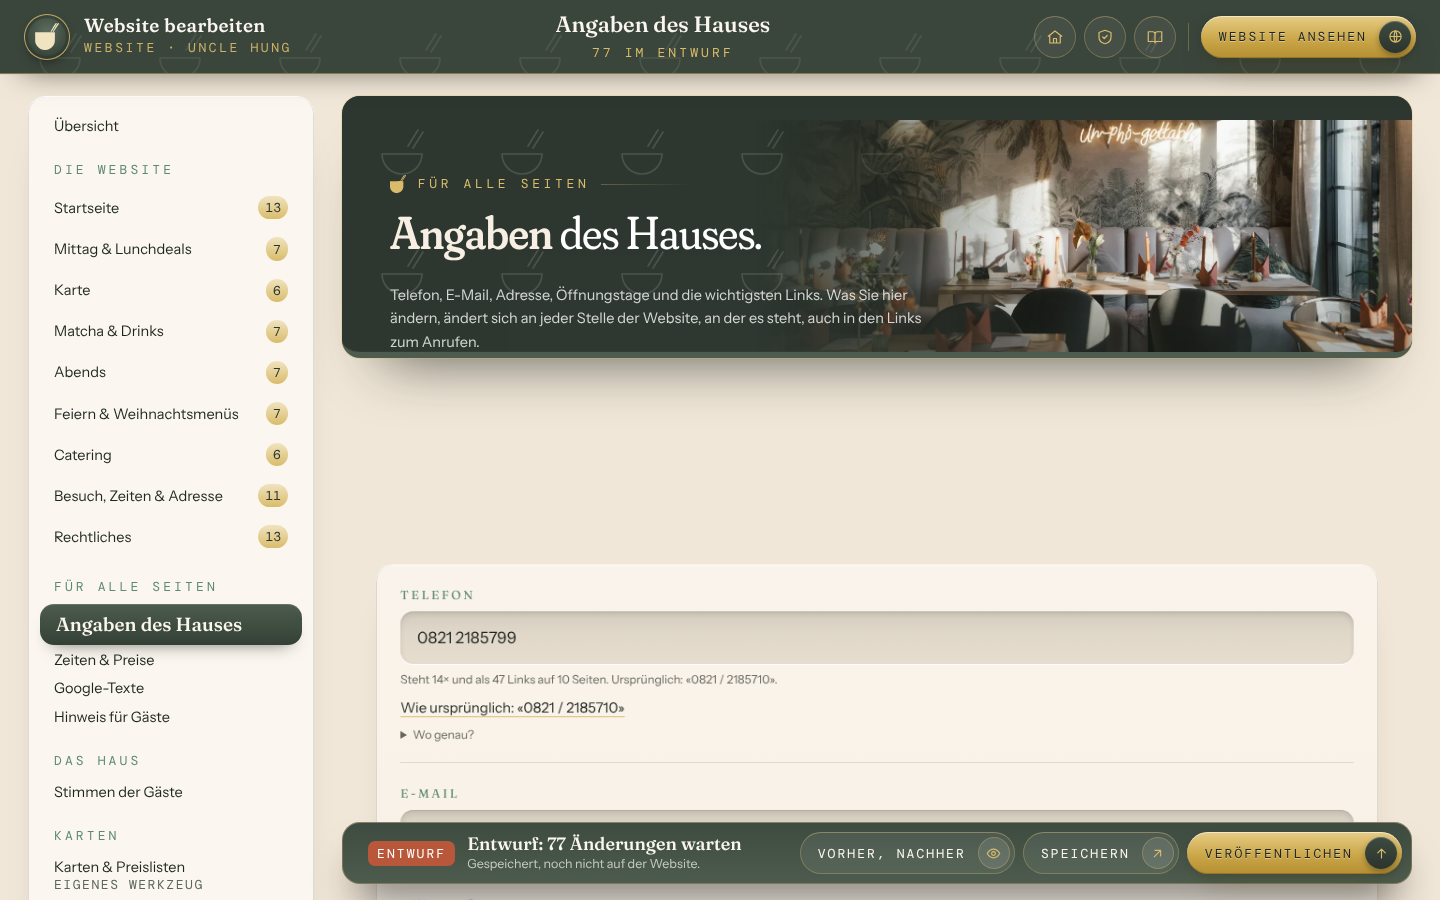 Website bearbeiten
WEBSITE · UNCLE HUNG
Angaben des Hauses
77 IM ENTWURF
WEBSITE ANSEHEN
Übersicht
DIE WEBSITE
Startseite 13
Mittag & Lunchdeals 7
Karte 6
Matcha & Drinks 7
Abends 7
Feiern & Weihnachtsmenüs 7
Catering 6
Besuch, Zeiten & Adresse 11
Rechtliches 13
FÜR ALLE SEITEN
Angaben des Hauses
Zeiten & Preise
Google-Texte
Hinweis für Gäste
DAS HAUS
Stimmen der Gäste
KARTEN
Karten & Preislisten
EIGENES WERKZEUG
Un-phở-gettable
FÜR ALLE SEITEN
Angaben des Hauses.
Telefon, E-Mail, Adresse, Öffnungstage und die wichtigsten Links. Was Sie hier
ändern, ändert sich an jeder Stelle der Website, an der es steht, auch in den Links
zum Anrufen.
TELEFON
0821 2185799
Steht 14× und als 47 Links auf 10 Seiten. Ursprünglich: «0821 / 2185710».
Wie ursprünglich: «0821 / 2185710»
Wo genau?
E-MAIL
ENTWURF
Entwurf: 77 Änderungen warten
Gespeichert, noch nicht auf der Website.
VORHER, NACHHER
SPEICHERN
VERÖFFENTLICHEN